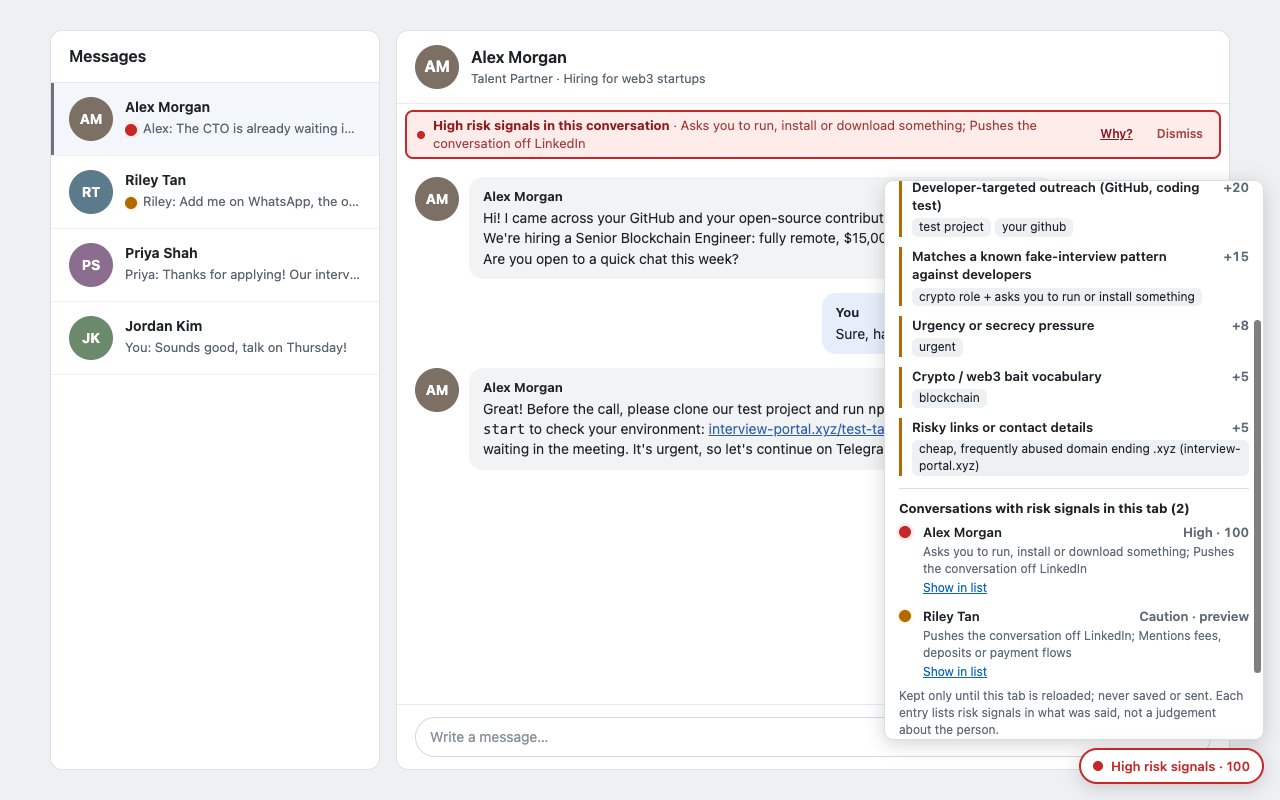 Messages
AM
Alex Morgan
Alex: The CTO is already waiting i...
RT
Riley Tan
Riley: Add me on WhatsApp, the o...
PS
Priya Shah
Priya: Thanks for applying! Our interv...
JK
Jordan Kim
You: Sounds good, talk on Thursday!
AM
Alex Morgan
Talent Partner · Hiring for web3 startups
High risk signals in this conversation · Asks you to run, install or download something; Pushes the
conversation off LinkedIn
Why?
Dismiss
AM
Alex Morgan
Hi! I came across your GitHub and your open-source contribut
We're hiring a Senior Blockchain Engineer: fully remote, $15,00
Are you open to a quick chat this week?
You
Sure, ha
AM
Alex Morgan
Great! Before the call, please clone our test project and run np
start to check your environment: interview-portal.xyz/test-ta
waiting in the meeting. It's urgent, so let's continue on Telegra
Write a message...
Developer-targeted outreach (GitHub, coding +20
test)
test project your github
Matches a known fake-interview pattern +15
against developers
crypto role + asks you to run or install something
Urgency or secrecy pressure +8
urgent
Crypto / web3 bait vocabulary +5
blockchain
Risky links or contact details +5
cheap, frequently abused domain ending .xyz (interview-
portal.xyz)
Conversations with risk signals in this tab (2)
Alex Morgan High · 100
Asks you to run, install or download something; Pushes
the conversation off LinkedIn
Show in list
Riley Tan Caution · preview
Pushes the conversation off LinkedIn; Mentions fees,
deposits or payment flows
Show in list
Kept only until this tab is reloaded; never saved or sent. Each
entry lists risk signals in what was said, not a judgement
about the person.
High risk signals · 100